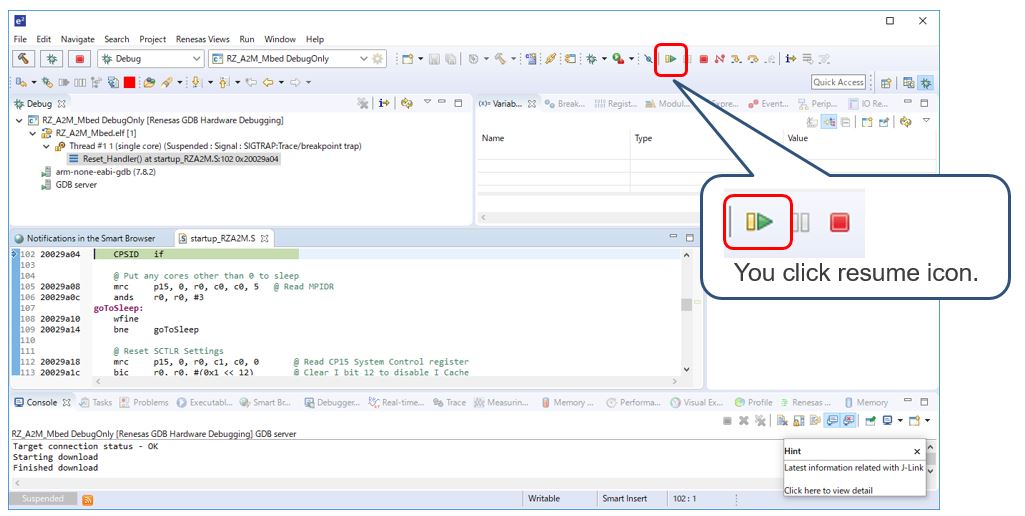 e²
File Edit Navigate Search Project Renesas Views Run Window Help
Debug
RZ_A2M_Mbed DebugOnly
Quick Access
Debug
RZ_A2M_Mbed DebugOnly [Renesas GDB Hardware Debugging]
RZ_A2M_Mbed.elf [1]
Thread #1 1 (single core) (Suspended : Signal : SIGTRAP:Trace/breakpoint trap)
Reset_Handler() at startup_RZA2M.S:102 0x20029a04
arm-none-eabi-gdb (7.8.2)
GDB server
(x)= Variab... Break... Regist... Modul... Expre... Event... Perip... IO Re...
Name Type Value
You click resume icon.
Notifications in the Smart Browser startup_RZA2M.S
102 20029a04 CPSID if
103
104 @ Put any cores other than 0 to sleep
105 20029a08 mrc p15, 0, r0, c0, c0, 5 @ Read MPIDR
106 20029a0c ands r0, r0, #3
107 goToSleep:
108 20029a10 wfine
109 20029a14 bne goToSleep
110
111 @ Reset SCTLR Settings
112 20029a18 mrc p15, 0, r0, c1, c0, 0 @ Read CP15 System Control register
113 20029a1c bic r0, r0, #(0x1 << 12) @ Clear I bit 12 to disable I Cache
Console Tasks Problems Executabl... Smart Br... Debugger... Real-time... Trace Measurin... Memory ... Performa... Visual Ex... Profile Renesas ... Memory
RZ_A2M_Mbed DebugOnly [Renesas GDB Hardware Debugging] GDB server
Target connection status - OK
Starting download
Finished download
Hint
Latest information related with J-Link
Click here to view detail
Suspended Writable Smart Insert 102 : 1